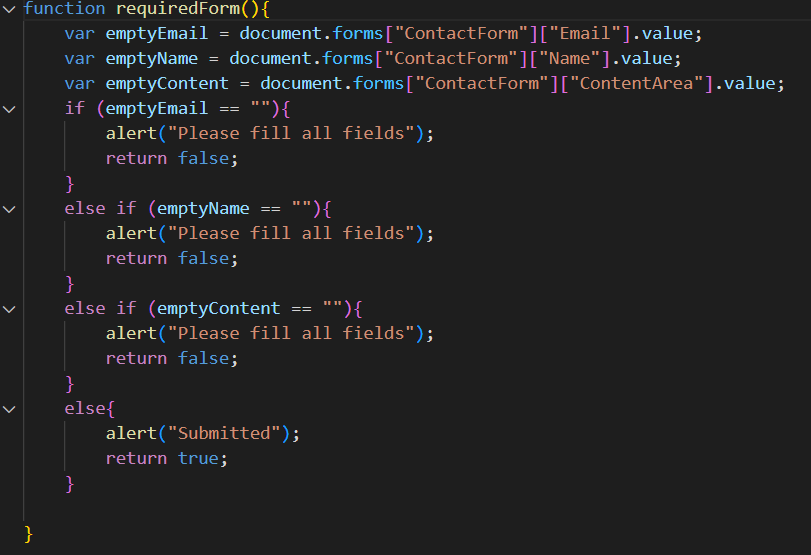 function requiredForm(){
    var emptyEmail = document.forms["ContactForm"]["Email"].value;
    var emptyName = document.forms["ContactForm"]["Name"].value;
    var emptyContent = document.forms["ContactForm"]["ContentArea"].value;
    if (emptyEmail == ""){
        alert("Please fill all fields");
        return false;
    }
    else if (emptyName == ""){
        alert("Please fill all fields");
        return false;
    }
    else if (emptyContent == ""){
        alert("Please fill all fields");
        return false;
    }
    else{
        alert("Submitted");
        return true;
    }
}